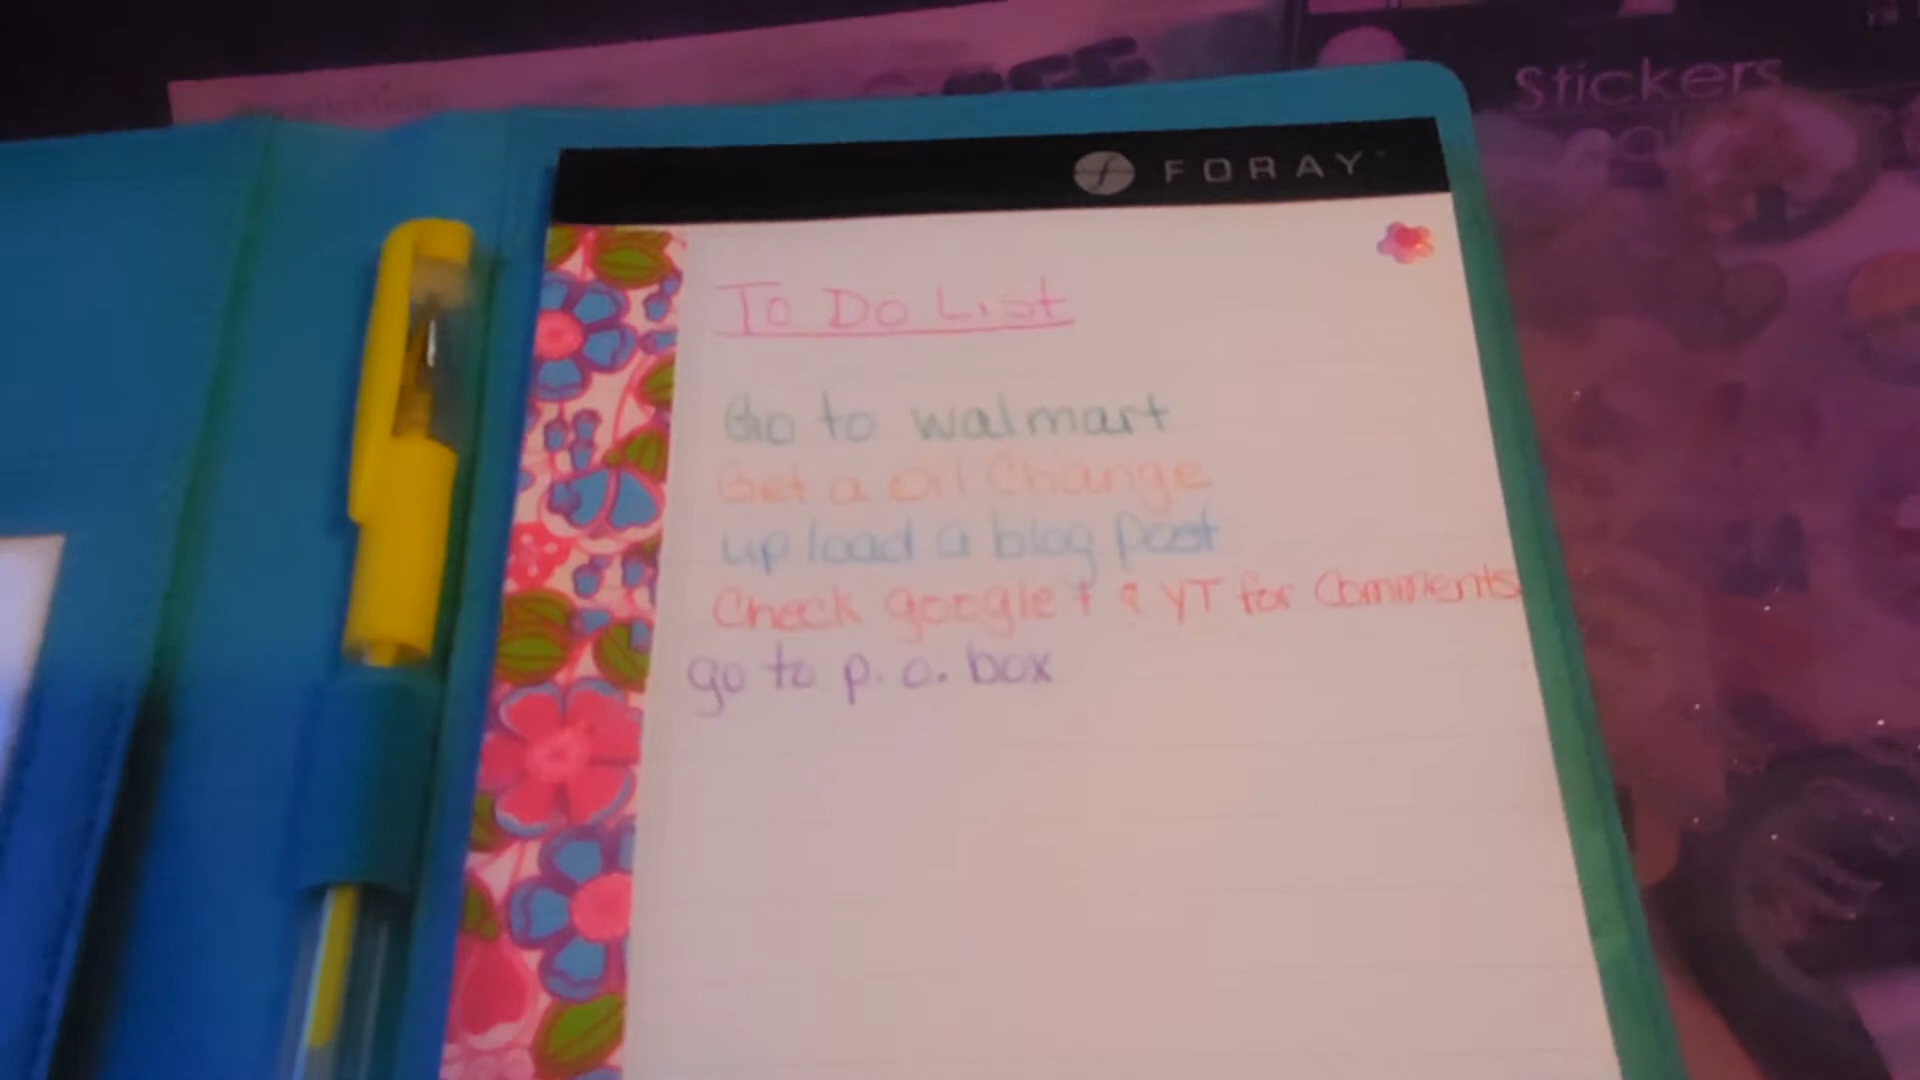 Stickers
FORAY
To Do List
Go to walmart
Get a oil Change
up load a blog post
Check google + & YT for Comments
go to p. o. box